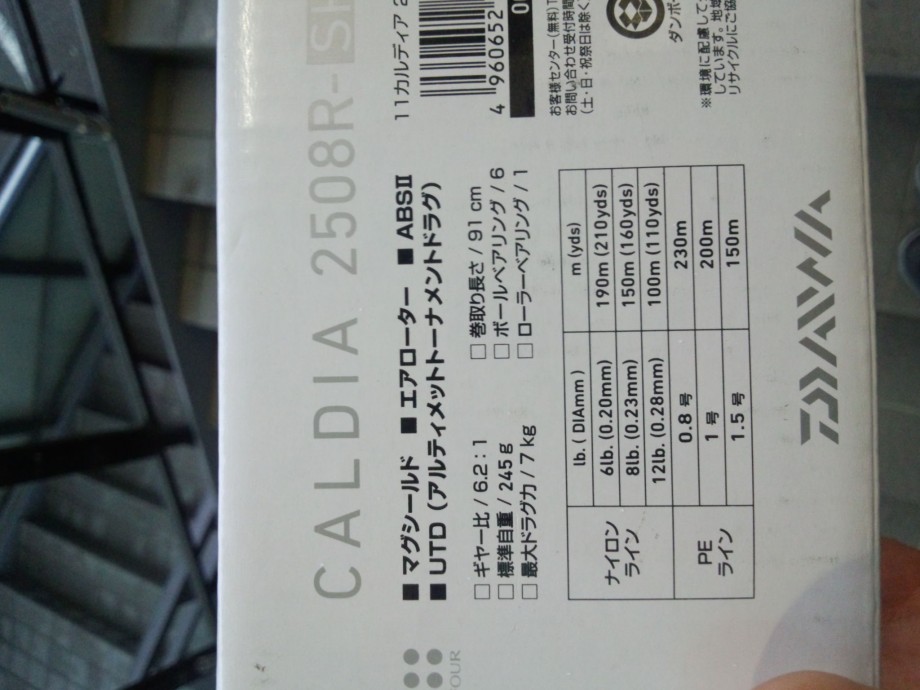 CALDIA 2508R-SH
■ マグシールド ■ エアローター ■ ABSⅡ
■ UTD (アルティメットトーナメントドラグ)
□ ギヤー比 / 6.2:1
□ 標準自重 / 245g
□ 最大ドラグ力 / 7kg
□ 巻取り長さ / 91 cm
□ ボールベアリング / 6
□ ローラーベアリング / 1
lb. ( DIAmm ) m (yds)
ナイロンライン
6lb. (0.20mm) 190m (210yds)
8lb. (0.23mm) 150m (160yds)
12lb. (0.28mm) 100m (110yds)
PEライン
0.8 号 230m
1 号 200m
1.5 号 150m
DAIWA
11カルディア 2
4 960652
お客様センター(無料)
お問い合わせ受付時間
(土・日・祝祭日は除く
ダンボ
※環境に配慮して
しています。地球
リサイクルにご協
OUR